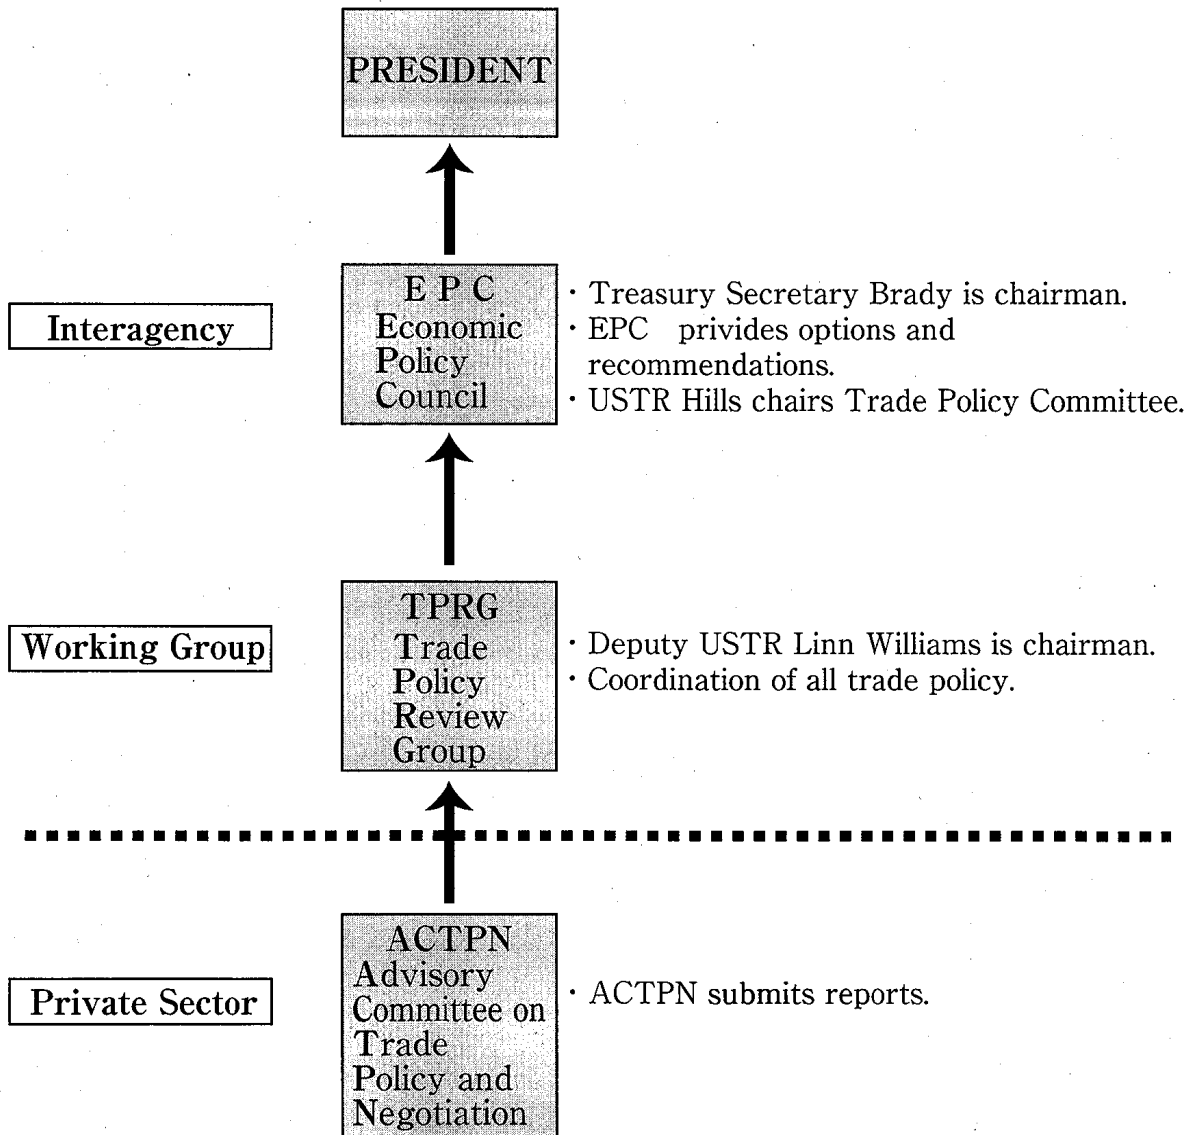 PRESIDENT
Interagency
E P C
Economic
Policy
Council
· Treasury Secretary Brady is chairman.
· EPC privides options and
recommendations.
· USTR Hills chairs Trade Policy Committee.
Working Group
TPRG
Trade
Policy
Review
Group
· Deputy USTR Linn Williams is chairman.
· Coordination of all trade policy.
Private Sector
ACTPN
Advisory
Committee on
Trade
Policy and
Negotiation
· ACTPN submits reports.